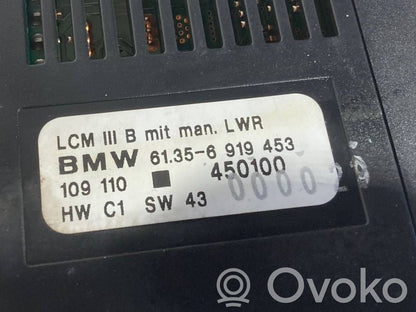 LCM III B mit man. LWR
BMW 61.35-6 919 453
109 110 ■ 450100
HW C1 SW 43
Ovoko